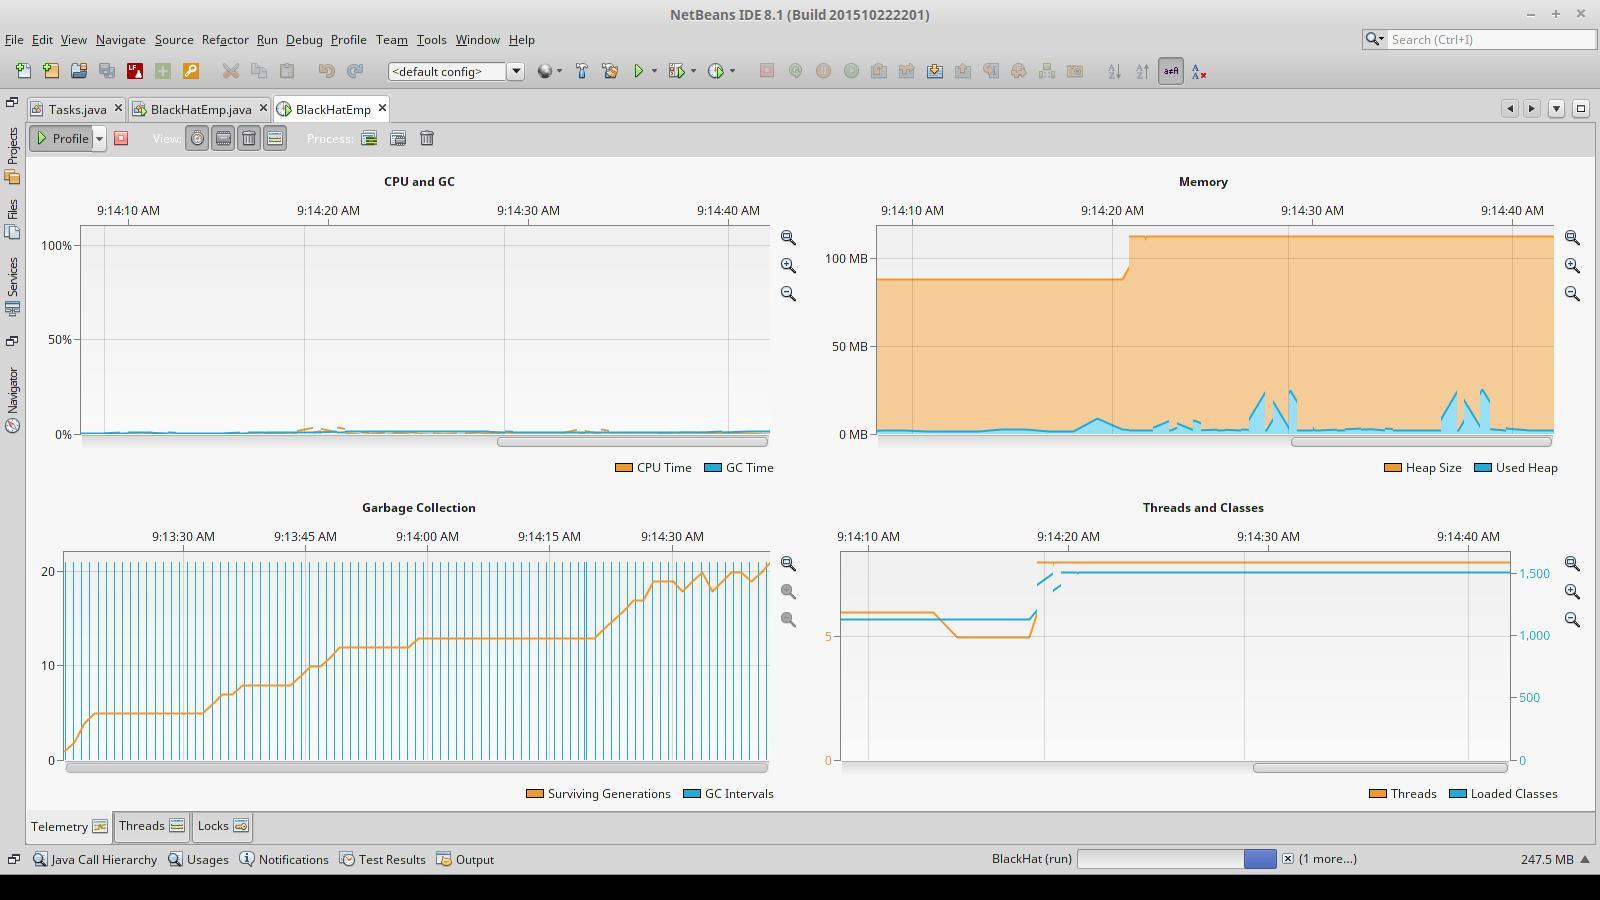 NetBeans IDE 8.1 (Build 201510222201)
File Edit View Navigate Source Refactor Run Debug Profile Team Tools Window Help
Search (Ctrl+I)
<default config>
Tasks.java BlackHatEmp.java BlackHatEmp
Profile View: Process:
Projects
Files
Services
Navigator
CPU and GC
9:14:10 AM 9:14:20 AM 9:14:30 AM 9:14:40 AM
100%
50%
0%
CPU Time GC Time
Memory
9:14:10 AM 9:14:20 AM 9:14:30 AM 9:14:40 AM
100 MB
50 MB
0 MB
Heap Size Used Heap
Garbage Collection
9:13:30 AM 9:13:45 AM 9:14:00 AM 9:14:15 AM 9:14:30 AM
20
10
0
Surviving Generations GC Intervals
Threads and Classes
9:14:10 AM 9:14:20 AM 9:14:30 AM 9:14:40 AM
1,500
5 1,000
500
0 0
Threads Loaded Classes
Telemetry Threads Locks
Java Call Hierarchy Usages Notifications Test Results Output BlackHat (run) (1 more...) 247.5 MB